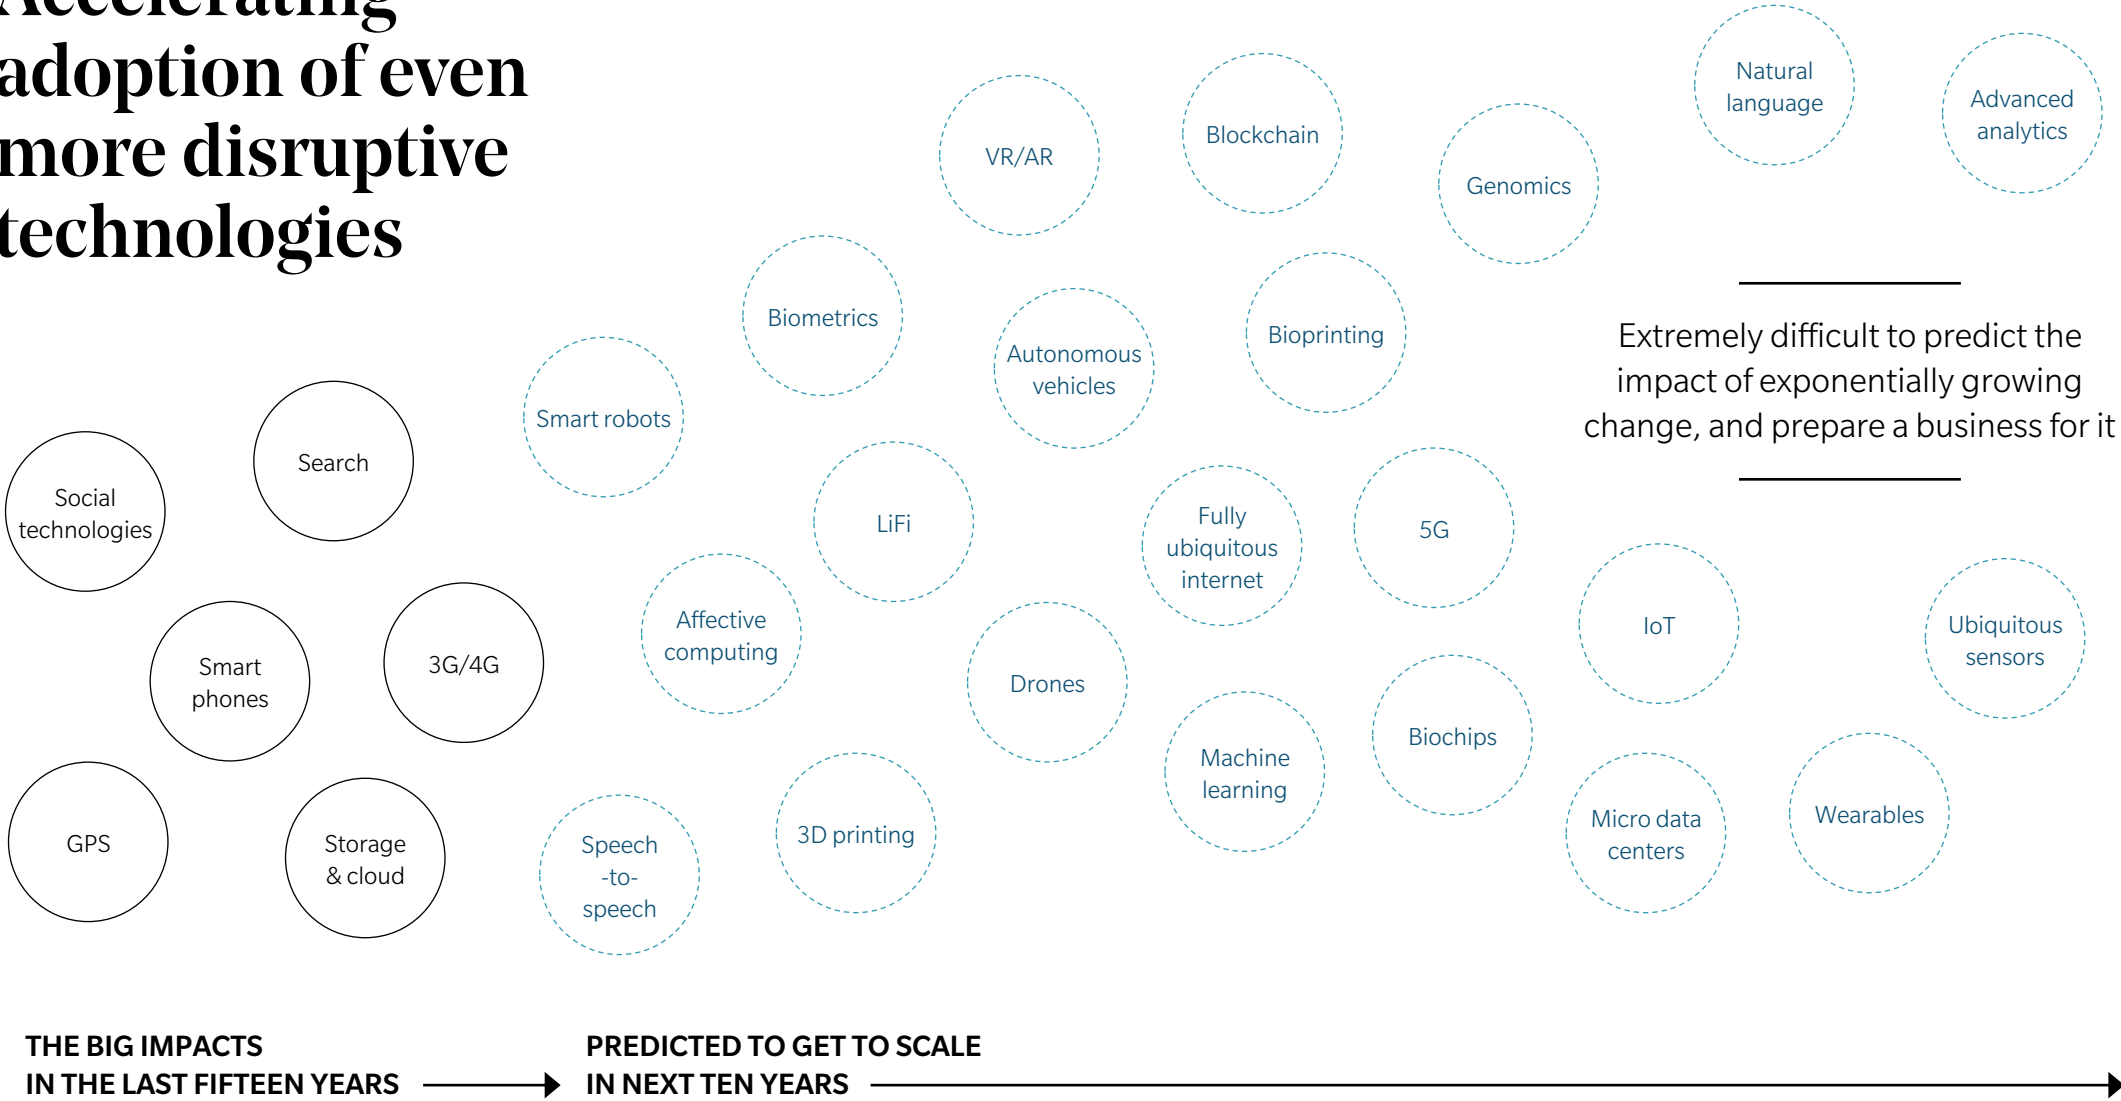 Accelerating
adoption of even
more disruptive
technologies
Natural
language
Advanced
analytics
VR/AR
Blockchain
Genomics
Biometrics
Autonomous
vehicles
Bioprinting
Extremely difficult to predict the
impact of exponentially growing
change, and prepare a business for it
Smart robots
Search
Social
technologies
LiFi
Fully
ubiquitous
internet
5G
Smart
phones
3G/4G
Affective
computing
Drones
IoT
Ubiquitous
sensors
Machine
learning
Biochips
GPS
Storage
& cloud
Speech
-to-
speech
3D printing
Micro data
centers
Wearables
THE BIG IMPACTS
IN THE LAST FIFTEEN YEARS
PREDICTED TO GET TO SCALE
IN NEXT TEN YEARS